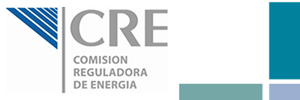 CRE
COMISION
REGULADORA
DE ENERGIA